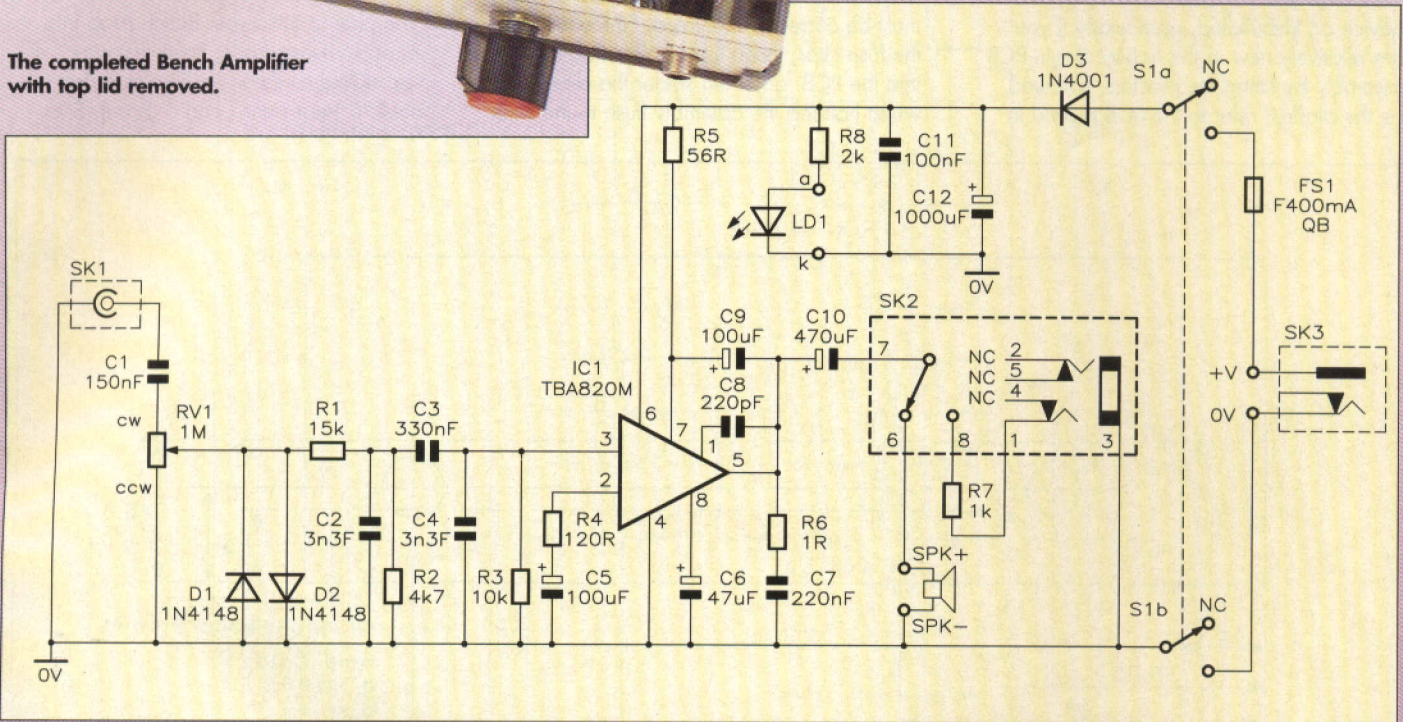 The completed Bench Amplifier
with top lid removed.
D3
1N4001
S1a
NC
R5
56R
R8
2k
C11
100nF
a
C12
1000uF
+
LD1
k
0V
FS1
F400mA
QB
SK1
C1
150nF
CW
RV1
1M
CCW
R1
15k
C3
330nF
IC1
TBA820M
C9
100uF
+
C10
470uF
+
C8
220pF
SK2
7
NC 2
NC 5
NC 4
6
8
1
3
SK3
+V
0V
3
2
6
7
1
5
8
4
C2
3n3F
C4
3n3F
R4
120R
R6
1R
R7
1k
D1
1N4148
D2
1N4148
R2
4k7
R3
10k
+
C5
100uF
+
C6
47uF
C7
220nF
SPK+
SPK−
S1b
NC
0V